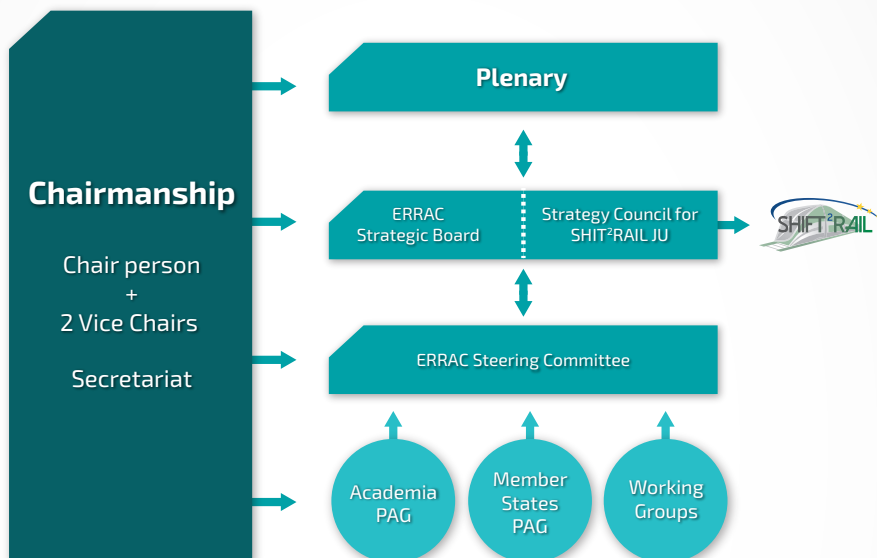 Chairmanship
Chair person
+
2 Vice Chairs
Secretariat
Plenary
ERRAC
Strategic Board
Strategy Council for
SHIT²RAIL JU
SHIFT²RAIL
ERRAC Steering Committee
Academia
PAG
Member
States
PAG
Working
Groups